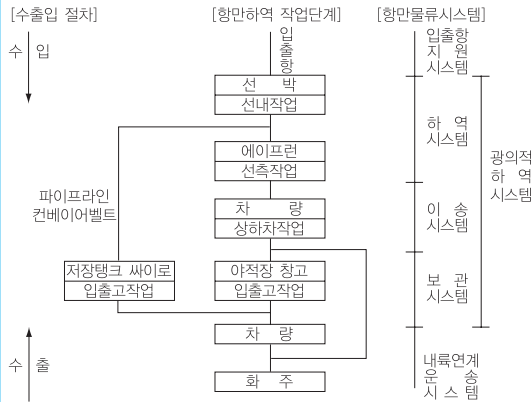 [수출입 절차]
[항만하역 작업단계]
[항만물류시스템]
수 입
입
출
항
입출항
지 원
시스템
선 박
선내작업
하 역
시스템
에이프런
선측작업
광의적
하 역
시스템
파이프라인
컨베이어벨트
차 량
상하차작업
이 송
시스템
저장탱크 싸이로
입출고작업
야적장 창고
입출고작업
보 관
시스템
차 량
수 출
화 주
내륙연계
운 송
시 스 템